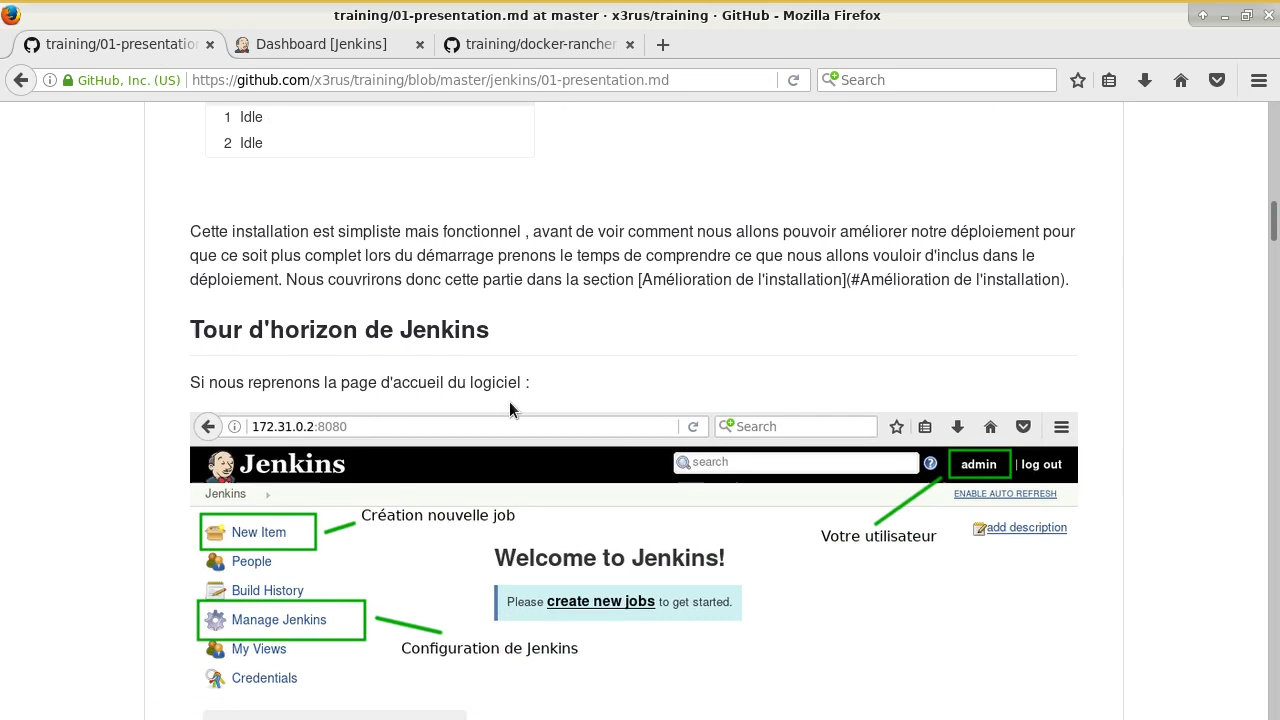 training/01-presentation.md at master · x3rus/training · GitHub - Mozilla Firefox
training/01-presentatio
Dashboard [Jenkins]
training/docker-rancher
GitHub, Inc. (US)
https://github.com/x3rus/training/blob/master/jenkins/01-presentation.md
Search
1 Idle
2 Idle
Cette installation est simpliste mais fonctionnel , avant de voir comment nous allons pouvoir améliorer notre déploiement pour
que ce soit plus complet lors du démarrage prenons le temps de comprendre ce que nous allons vouloir d'inclus dans le
déploiement. Nous couvrirons donc cette partie dans la section [Amélioration de l'installation](#Amélioration de l'installation).
Tour d'horizon de Jenkins
Si nous reprenons la page d'accueil du logiciel :
172.31.0.2:8080
Search
Jenkins
search
admin
| log out
Jenkins
ENABLE AUTO REFRESH
Création nouvelle job
New Item
Votre utilisateur
add description
Welcome to Jenkins!
People
Build History
Please create new jobs to get started.
Manage Jenkins
Configuration de Jenkins
My Views
Credentials